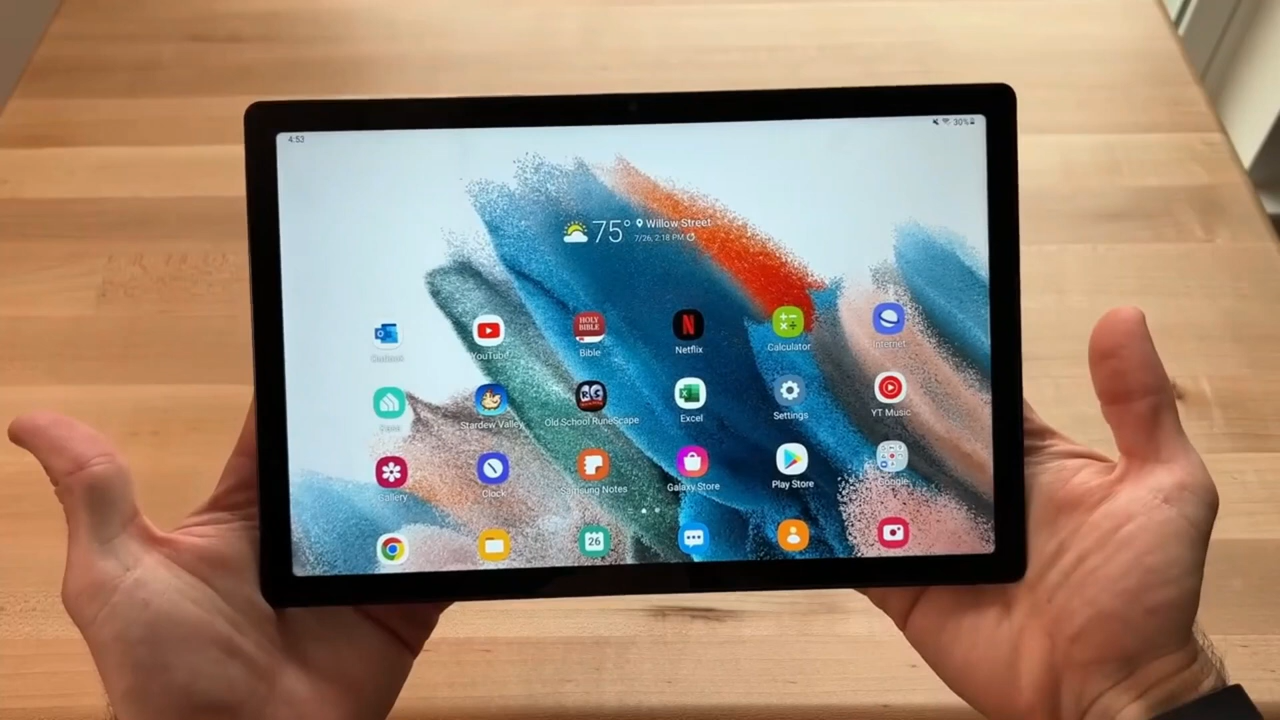 4:53
30%
75° Willow Street
7/26, 2:18 PM
HOLY
BIBLE
N
Outlook
YouTube
Bible
Netflix
Calculator
Internet
RS
Stardew Valley
Old School RuneScape
Excel
Settings
YT Music
Gallery
Clock
Samsung Notes
Galaxy Store
Play Store
Google
26